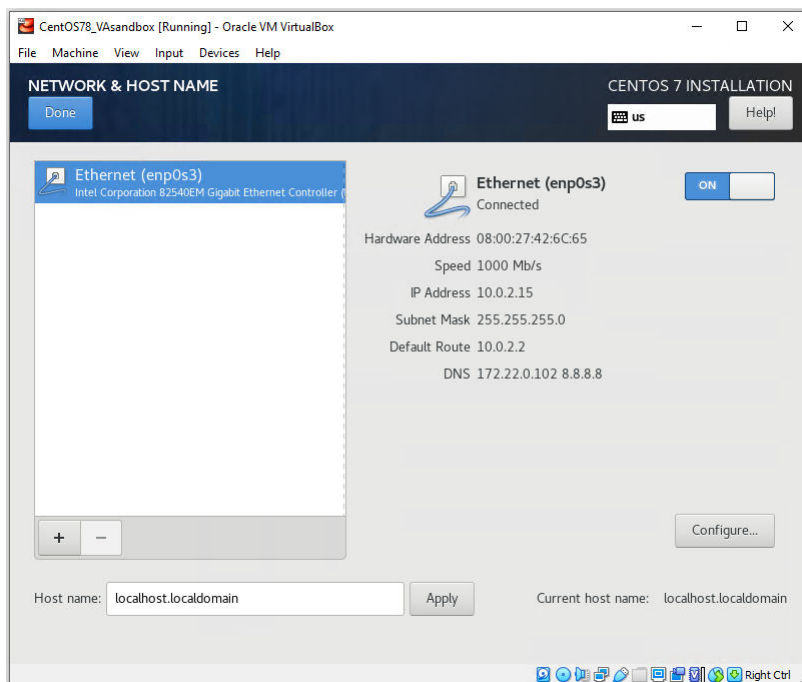 CentOS78_VAsandbox [Running] - Oracle VM VirtualBox
File Machine View Input Devices Help
NETWORK & HOST NAME
CENTOS 7 INSTALLATION
Done
us
Help!
Ethernet (enp0s3)
Intel Corporation 82540EM Gigabit Ethernet Controller (
Ethernet (enp0s3)
Connected
ON
Hardware Address 08:00:27:42:6C:65
Speed 1000 Mb/s
IP Address 10.0.2.15
Subnet Mask 255.255.255.0
Default Route 10.0.2.2
DNS 172.22.0.102 8.8.8.8
+ −
Configure...
Host name: localhost.localdomain Apply Current host name: localhost.localdomain
Right Ctrl